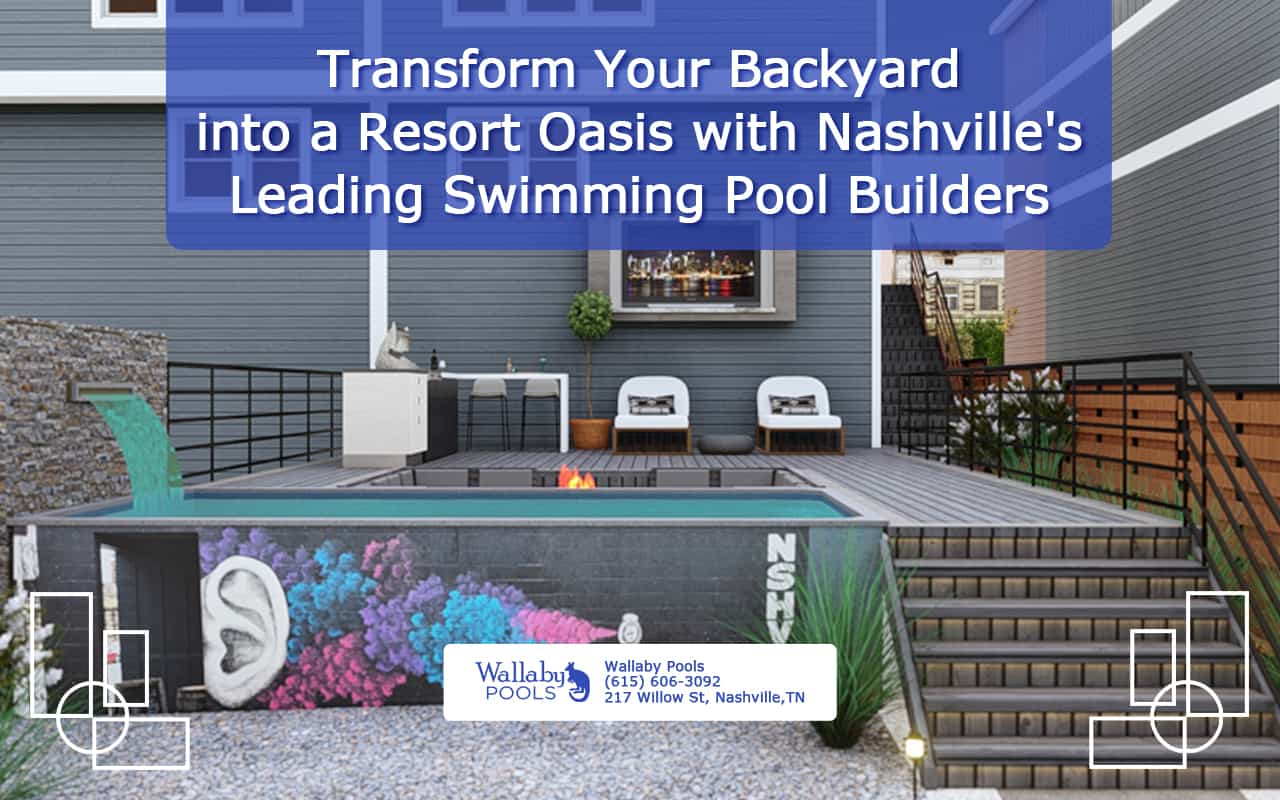 Transform Your Backyard
into a Resort Oasis with Nashville's
Leading Swimming Pool Builders
NSHV
Wallaby
POOLS
Wallaby Pools
(615) 606-3092
217 Willow St, Nashville,TN